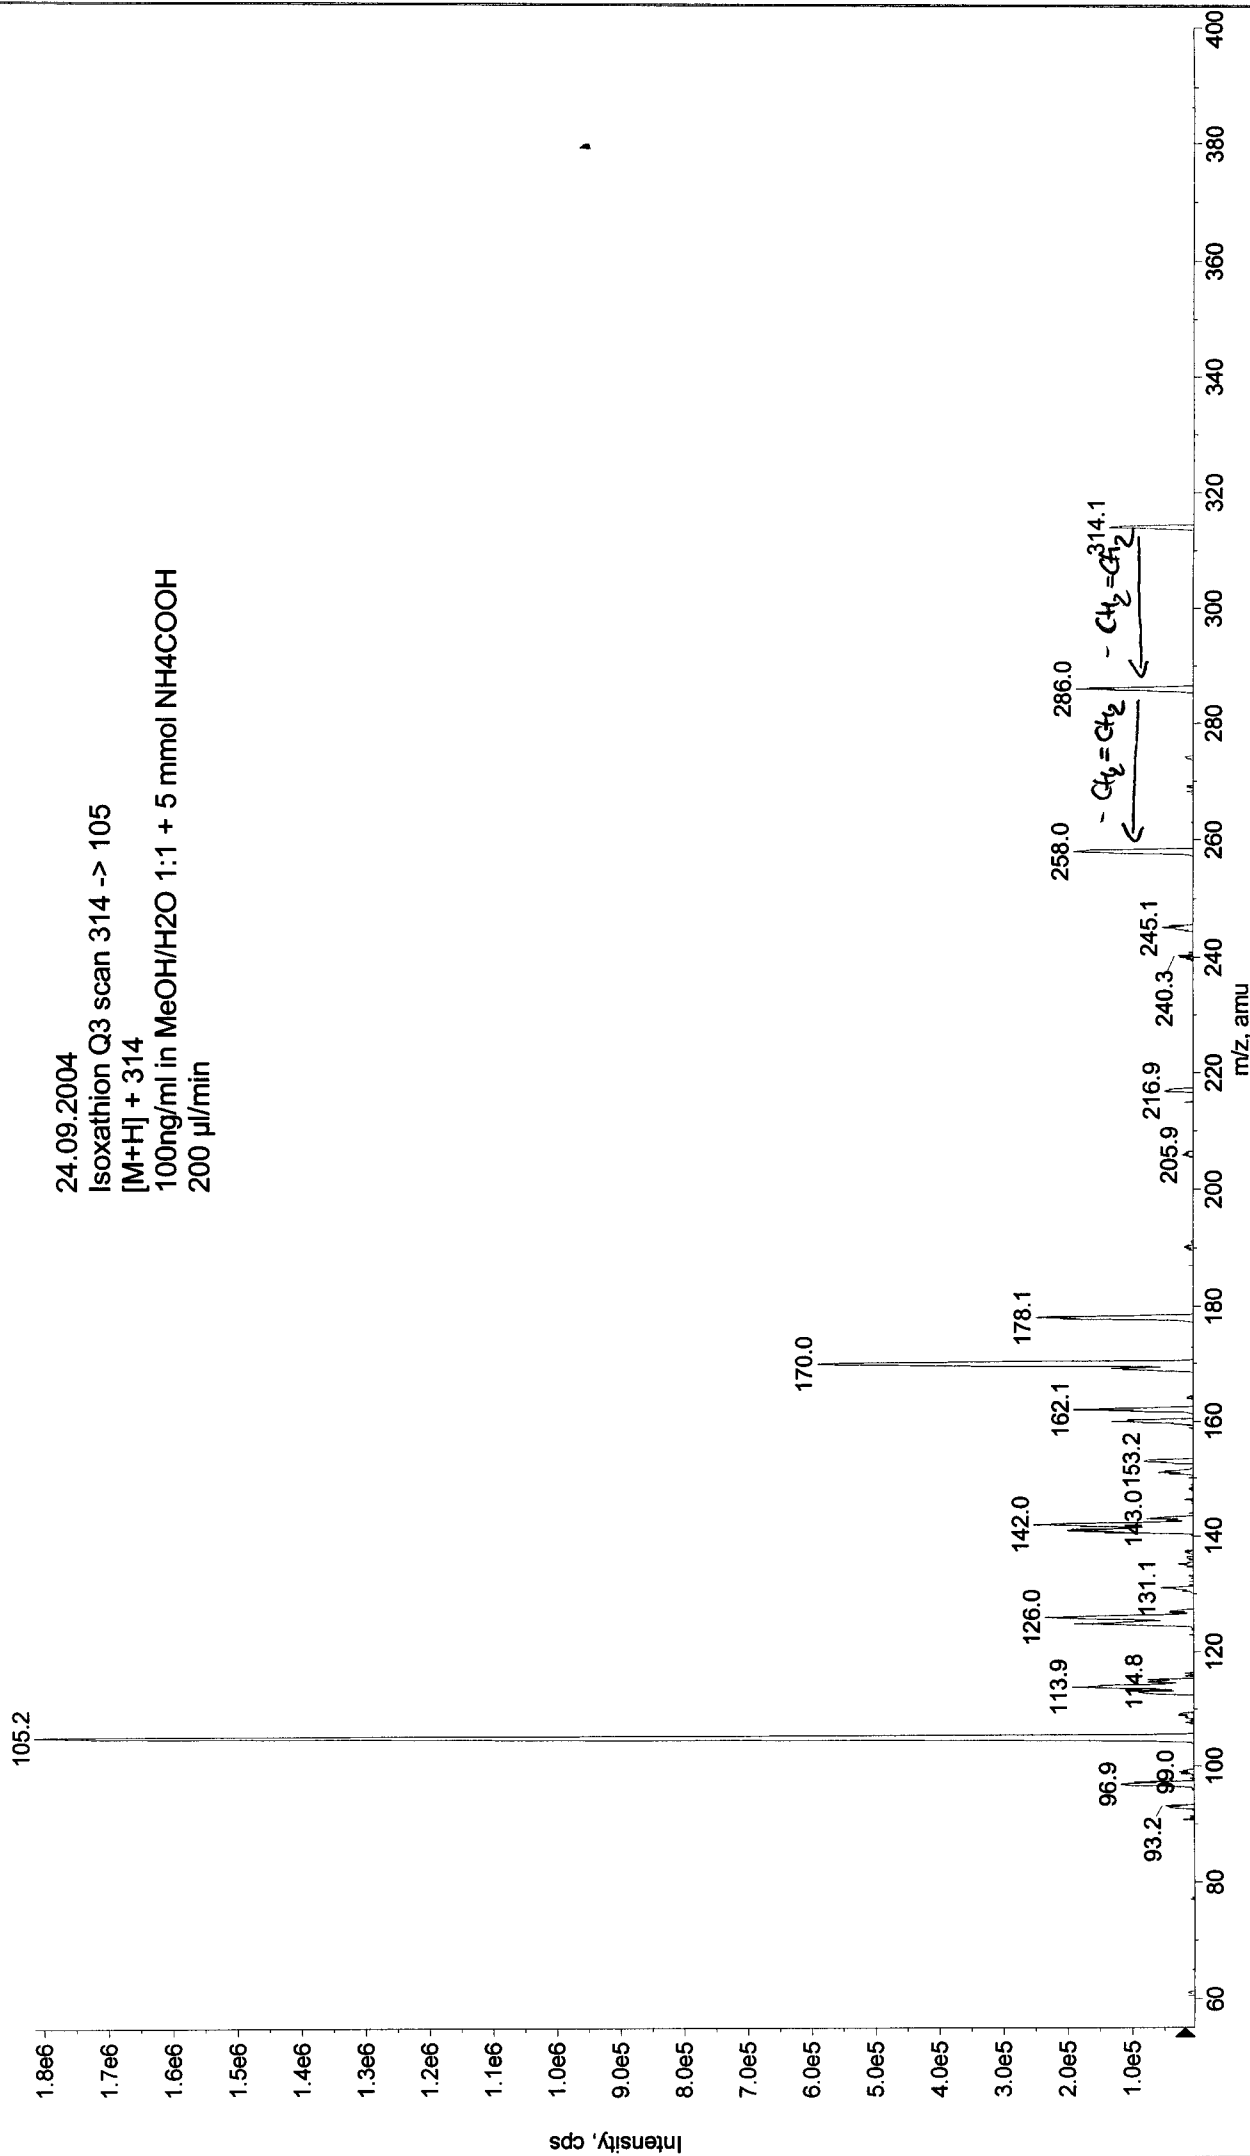 24.09.2004
Isoxathion Q3 scan 314 -> 105
[M+H] + 314
100ng/ml in MeOH/H2O 1:1 + 5 mmol NH4COOH
200 µl/min
Intensity, cps
1.8e6
1.7e6
1.6e6
1.5e6
1.4e6
1.3e6
1.2e6
1.1e6
1.0e6
9.0e5
8.0e5
7.0e5
6.0e5
5.0e5
4.0e5
3.0e5
2.0e5
1.0e5
93.2
96.9
99.0
105.2
113.9
114.8
126.0
131.1
142.0
143.0
153.2
162.1
170.0
178.1
205.9
216.9
240.3
245.1
258.0
- CH2=CH2
286.0
- CH2=CH2
314.1
60 80 100 120 140 160 180 200 220 240 260 280 300 320 340 360 380 400
m/z, amu